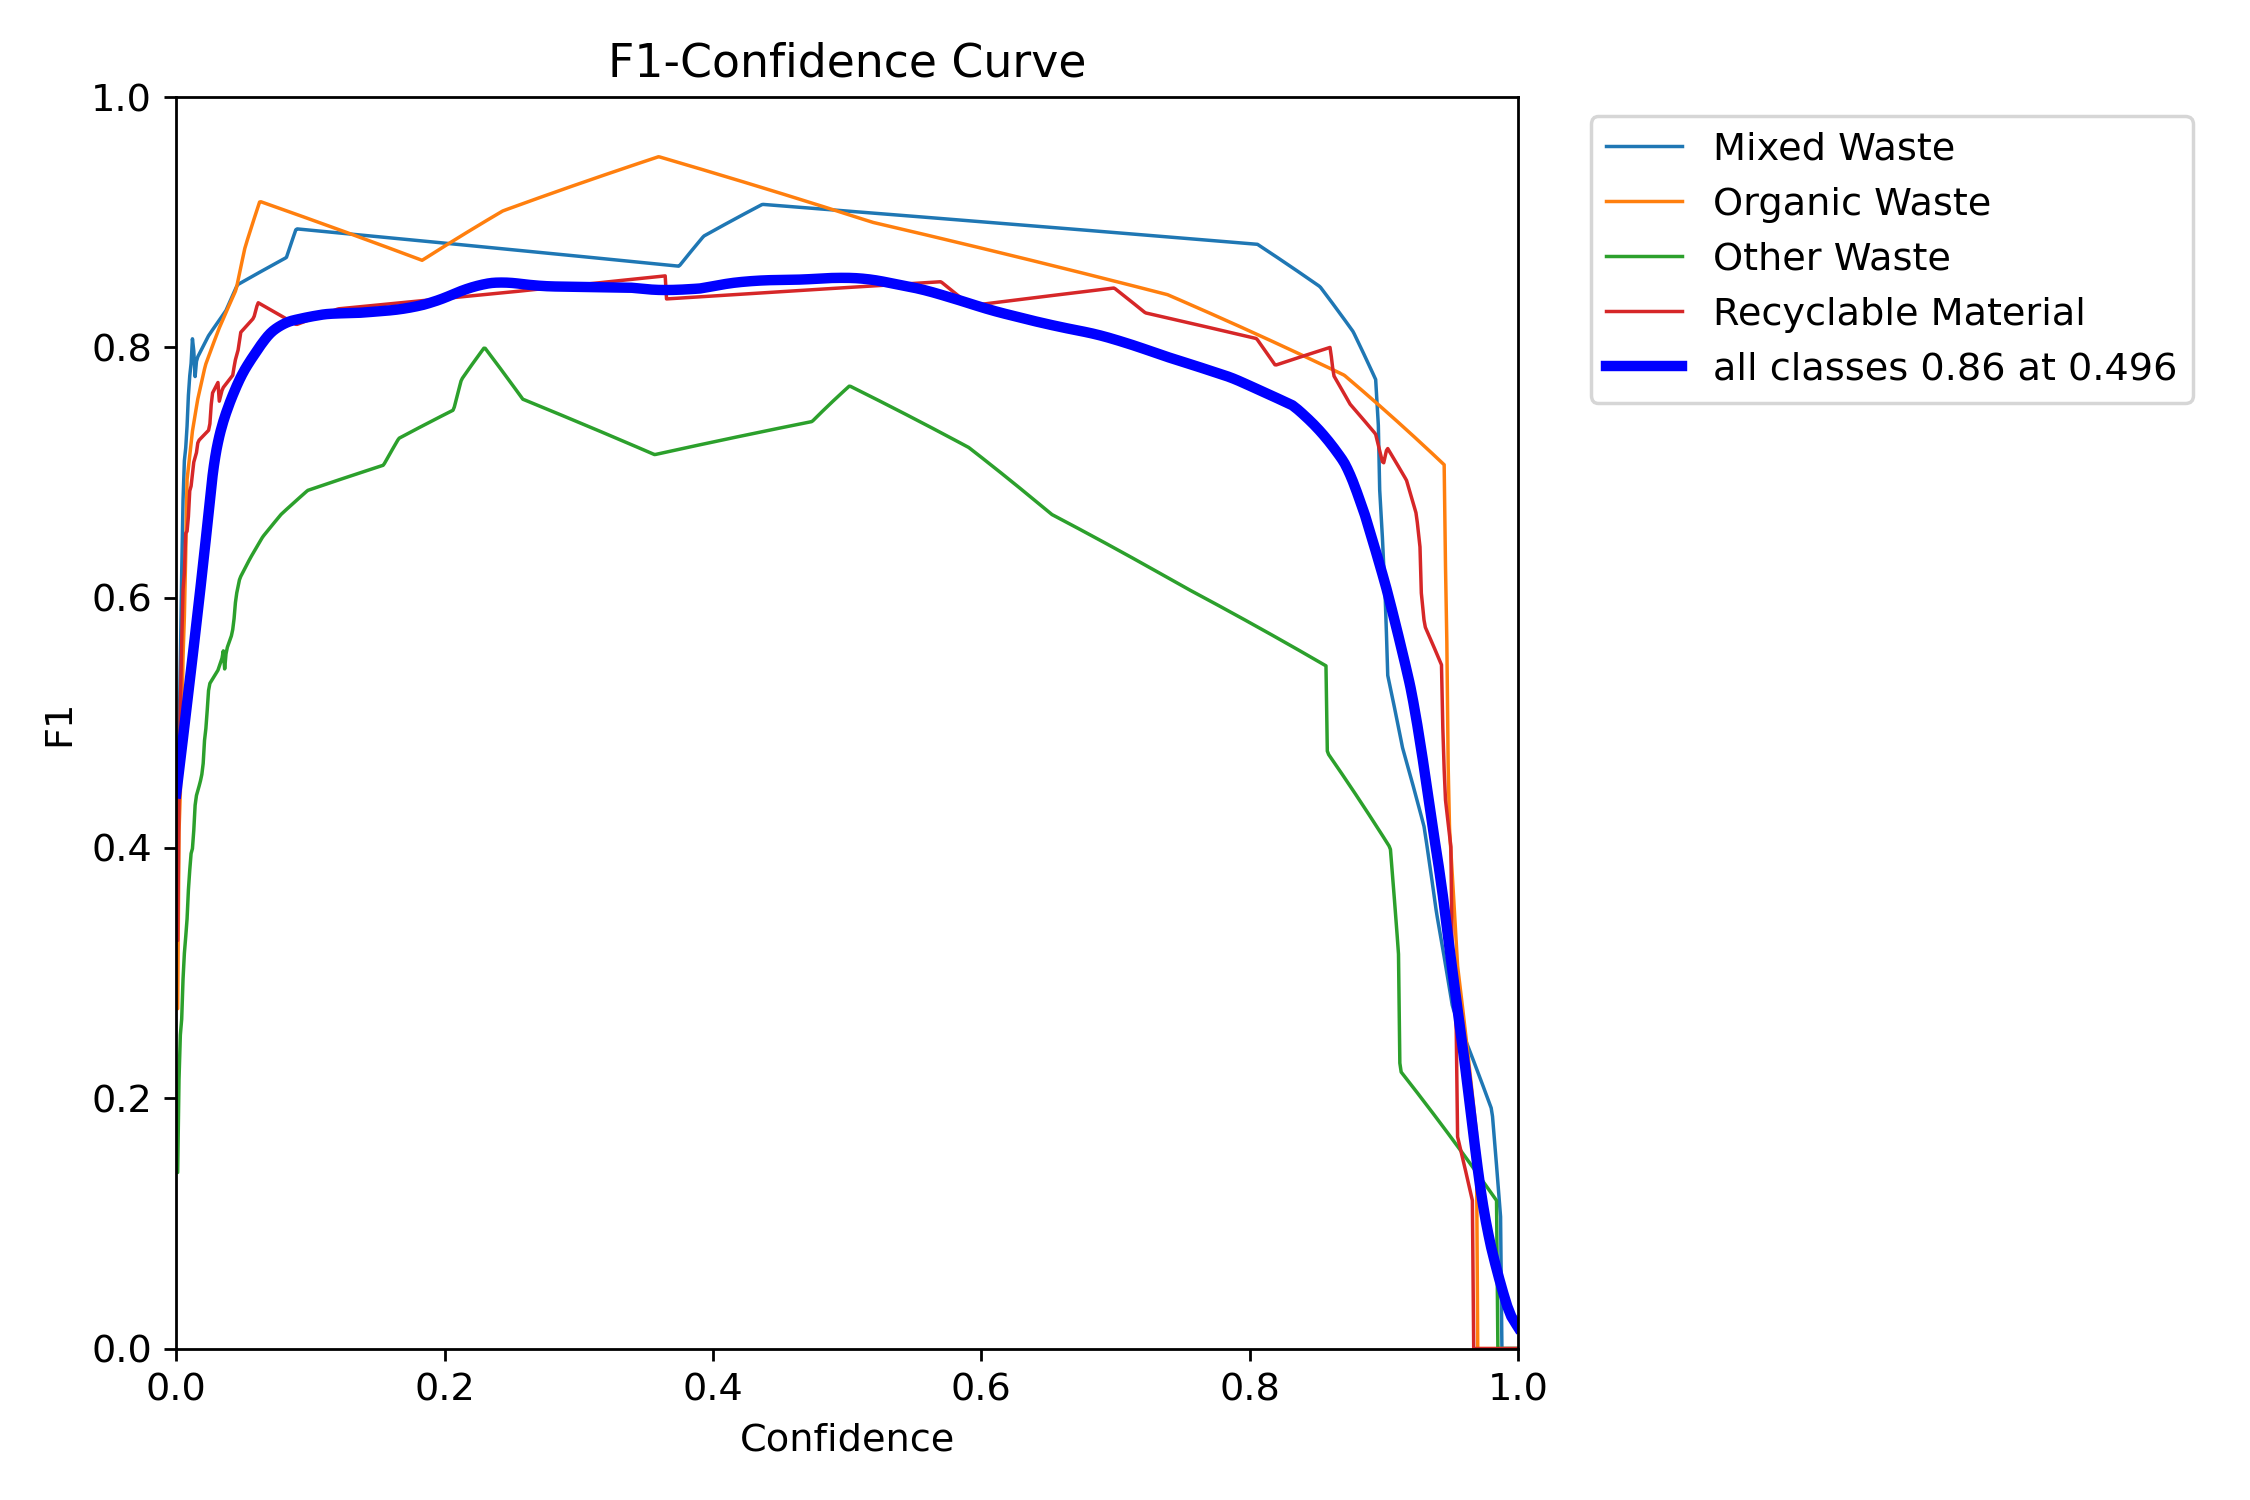 F1-Confidence Curve
1.0
0.8
0.6
0.4
0.2
0.0
F1
0.0 0.2 0.4 0.6 0.8 1.0
Confidence
Mixed Waste
Organic Waste
Other Waste
Recyclable Material
all classes 0.86 at 0.496